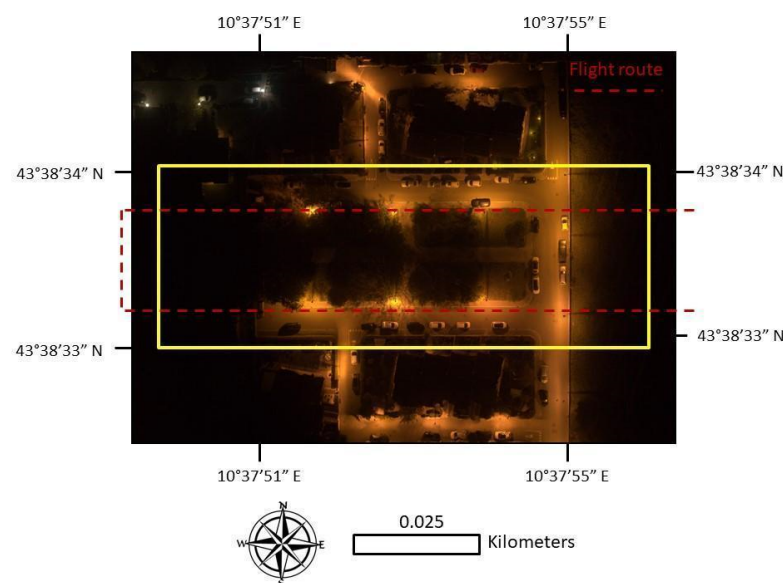 10°37'51" E
10°37'55" E
Flight route
43°38'34" N
43°38'34" N
43°38'33" N
43°38'33" N
10°37'51" E
10°37'55" E
N
W
E
S
0.025
Kilometers